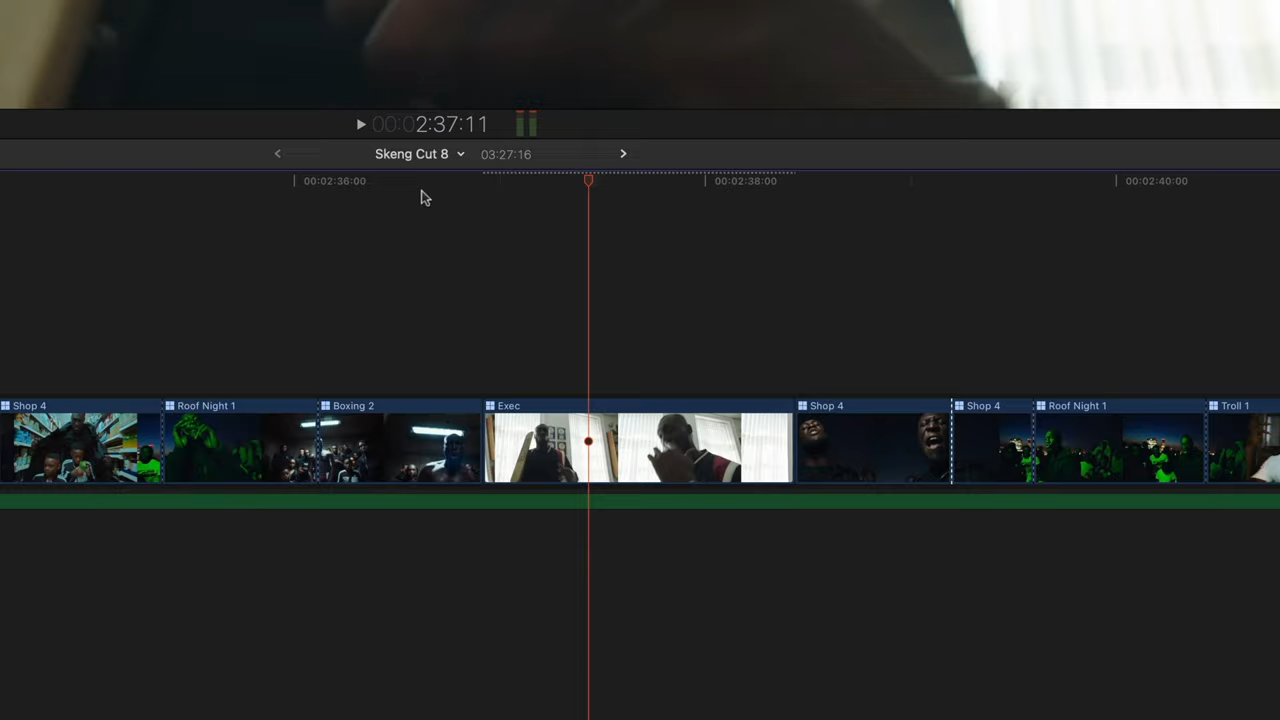 00:02:37:11
Skeng Cut 8 03:27:16
00:02:36:00 00:02:38:00 00:02:40:00
Shop 4 Roof Night 1 Boxing 2 Exec Shop 4 Shop 4 Roof Night 1 Troll 1